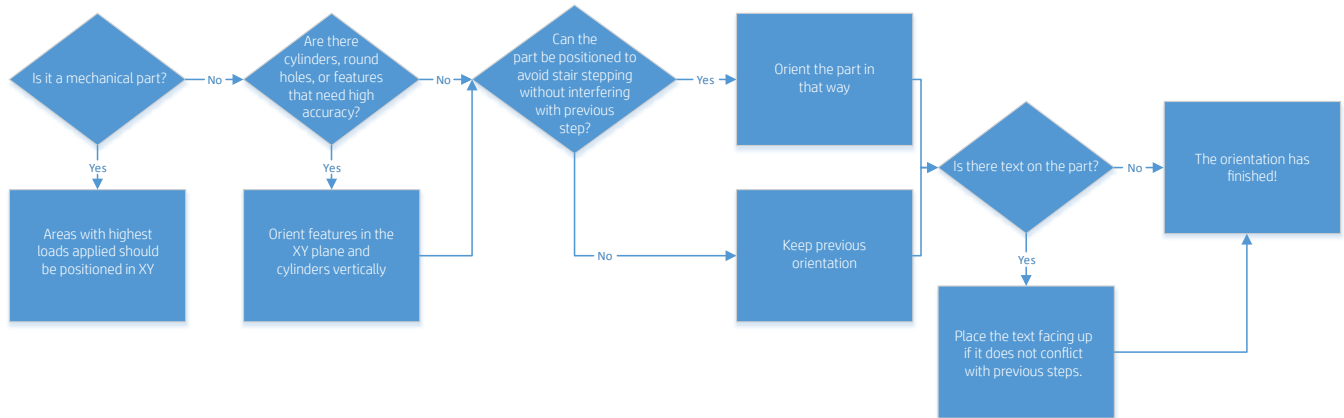 Is it a mechanical part?
No
Yes
Areas with highest
loads applied should
be positioned in XY
Are there
cylinders, round
holes, or features
that need high
accuracy?
No
Yes
Orient features in the
XY plane and
cylinders vertically
Can the
part be positioned to
avoid stair stepping
without interfering
with previous
step?
Yes
No
Orient the part in
that way
Keep previous
orientation
Is there text on the part?
No
Yes
Place the text facing up
if it does not conflict
with previous steps.
The orientation has
finished!